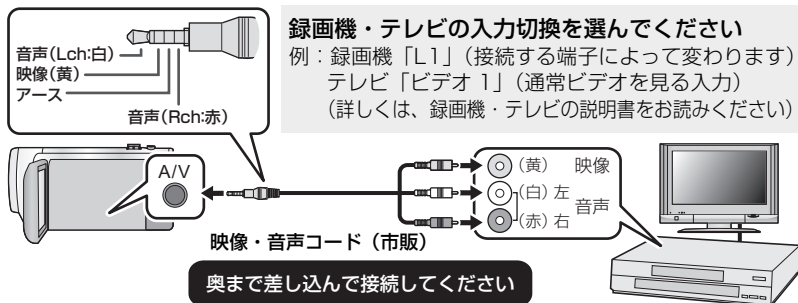 音声（Lch:白）
映像（黄）
アース
音声（Rch:赤）
録画機・テレビの入力切換を選んでください
例：録画機「L1」（接続する端子によって変わります）
テレビ「ビデオ 1」（通常ビデオを見る入力）
（詳しくは、録画機・テレビの説明書をお読みください）
A/V
（黄） 映像
（白）左
音声
（赤）右
映像・音声コード（市販）
奥まで差し込んで接続してください